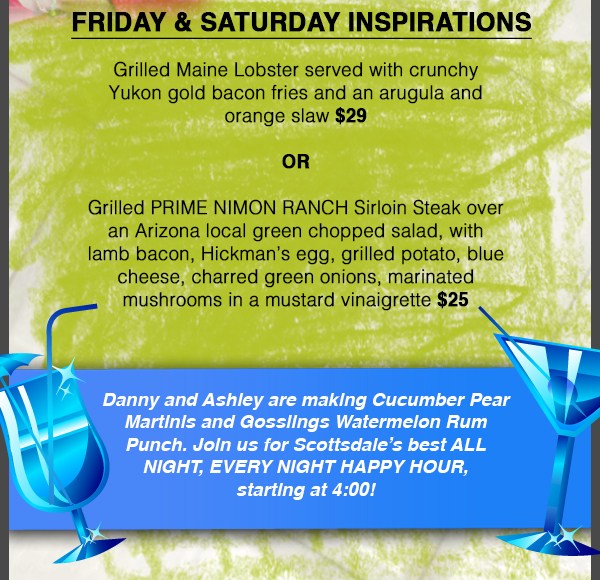 FRIDAY & SATURDAY INSPIRATIONS
Grilled Maine Lobster served with crunchy
Yukon gold bacon fries and an arugula and
orange slaw $29
OR
Grilled PRIME NIMON RANCH Sirloin Steak over
an Arizona local green chopped salad, with
lamb bacon, Hickman's egg, grilled potato, blue
cheese, charred green onions, marinated
mushrooms in a mustard vinaigrette $25
Danny and Ashley are making Cucumber Pear
Martinis and Gosslings Watermelon Rum
Punch. Join us for Scottsdale's best ALL
NIGHT, EVERY NIGHT HAPPY HOUR,
starting at 4:00!